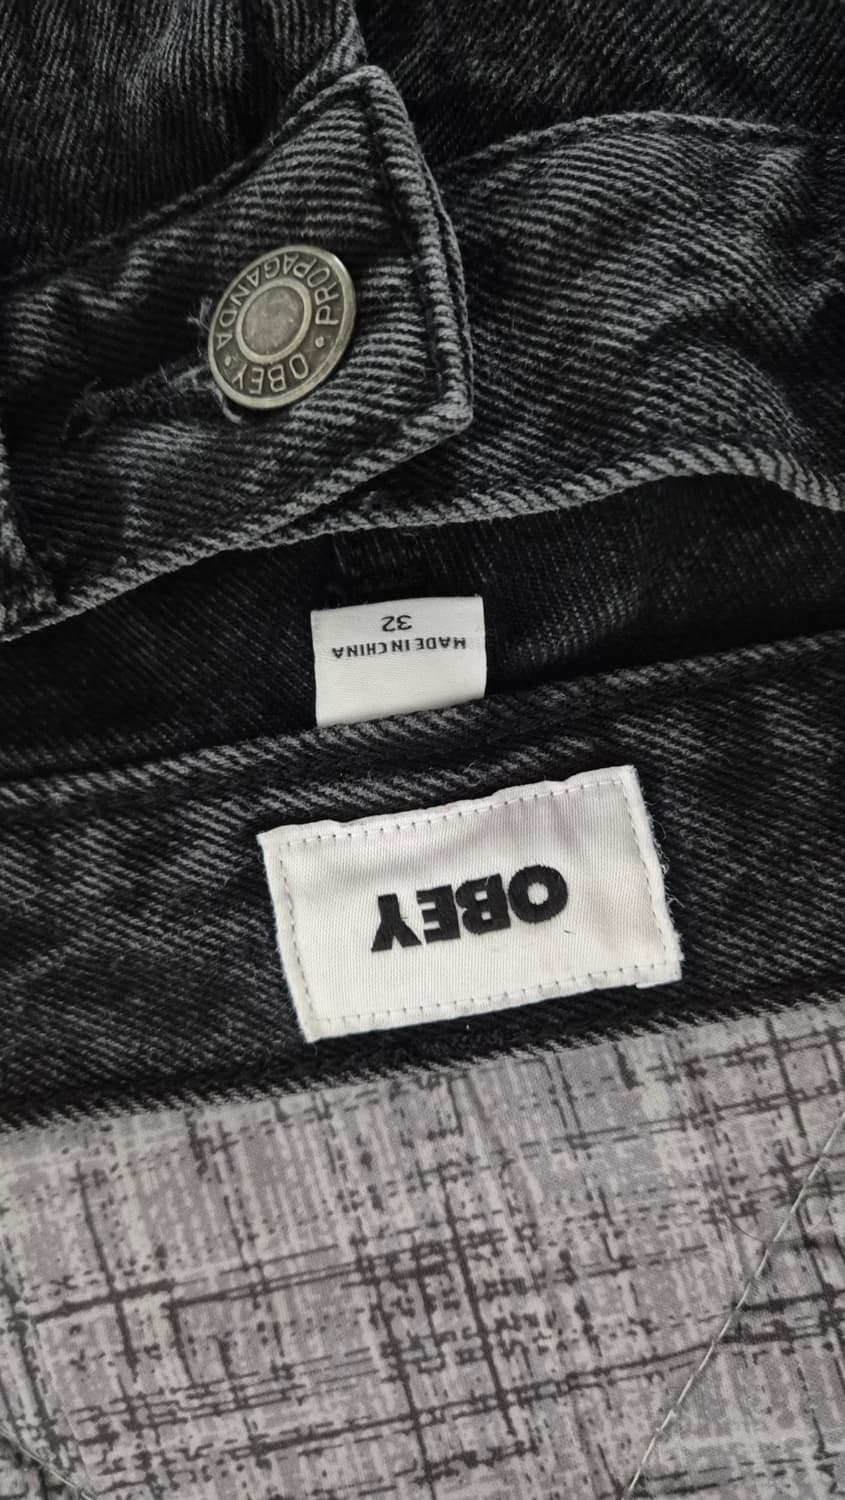 OBEY • PROPAGANDA •
OBEY
MADE IN CHINA
32